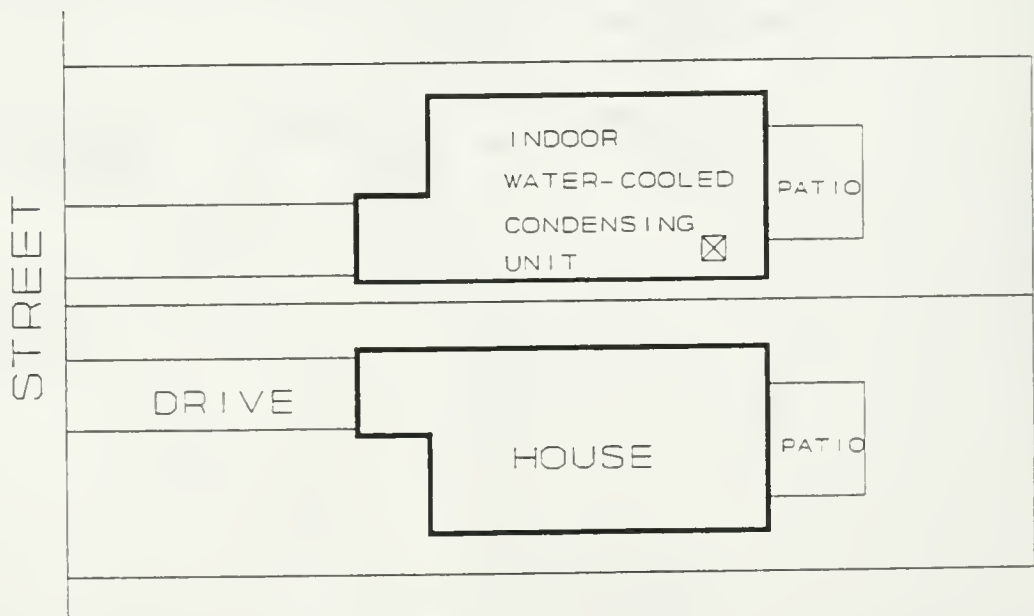 STREET
INDOOR
WATER-COOLED
CONDENSING
UNIT
PATIO
DRIVE
HOUSE
PATIO